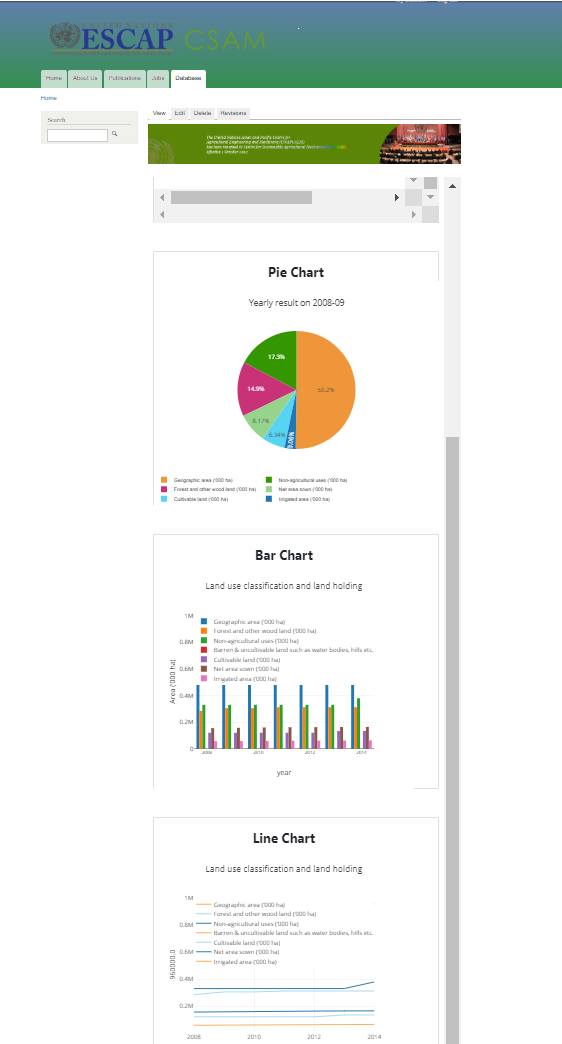 UNITED NATIONS
ESCAP CSAM
Home About Us Publications Jobs Database
Home
Search
View Edit Delete Revisions
The United Nations Asian and Pacific Centre for
Agricultural Engineering and Machinery (UNAPCAEM)
has been renamed to Centre for Sustainable Agricultural
effective 1 October 2012
Pie Chart
Yearly result on 2008-09
17.3%
14.9%
50.2%
8.17%
6.34%
Geographic area ('000 ha) Non-agricultural uses ('000 ha)
Forest and other wood land ('000 ha) Net area sown ('000 ha)
Cultivable land ('000 ha) Irrigated area ('000 ha)
Bar Chart
Land use classification and land holding
1M
Geographic area ('000 ha)
Forest and other wood land ('000 ha)
0.8M
Non-agricultural uses ('000 ha)
Barren & uncultivable land such as water bodies, hills etc.
Cultivable land ('000 ha)
0.6M
Net area sown ('000 ha)
Irrigated area ('000 ha)
0.4M
0.2M
0
Area ('000 ha)
2008 2010 2012 2014
year
Line Chart
Land use classification and land holding
1M
Geographic area ('000 ha)
Forest and other wood land ('000 ha)
0.8M
Non-agricultural uses ('000 ha)
Barren & uncultivable land such as water bodies, hills etc.
Cultivable land ('000 ha)
0.6M
Net area sown ('000 ha)
Irrigated area ('000 ha)
960000.0
0.4M
0.2M
2008 2010 2012 2014